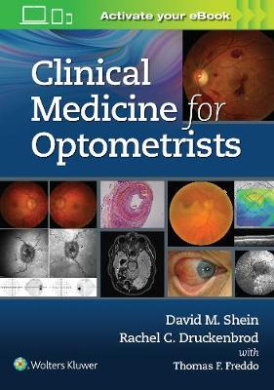 Activate your eBook
Clinical
Medicine for
Optometrists
David M. Shein
Rachel C. Druckenbrod
with
Thomas F. Freddo
Wolters Kluwer